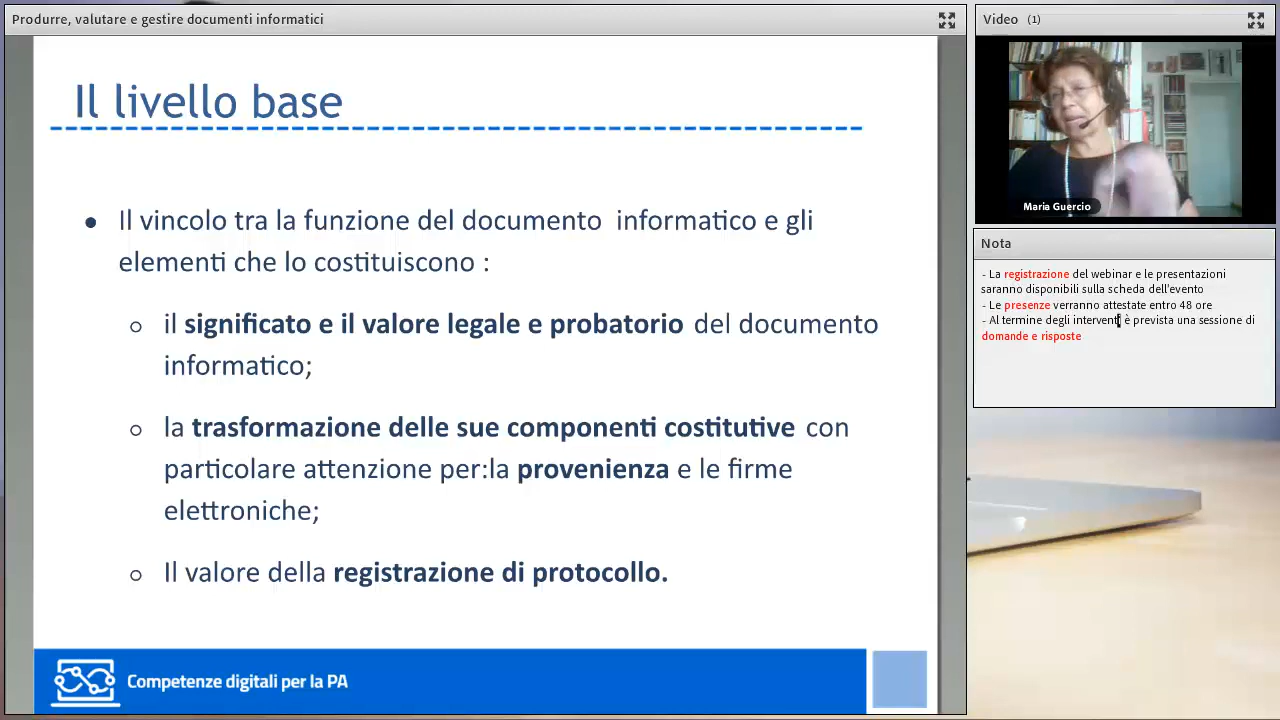 Produrre, valutare e gestire documenti informatici
Il livello base
● Il vincolo tra la funzione del documento informatico e gli
elementi che lo costituiscono :
○ il significato e il valore legale e probatorio del documento
informatico;
○ la trasformazione delle sue componenti costitutive con
particolare attenzione per:la provenienza e le firme
elettroniche;
○ Il valore della registrazione di protocollo.
Competenze digitali per la PA
Video (1)
Maria Guercio
Nota
- La registrazione del webinar e le presentazioni
saranno disponibili sulla scheda dell'evento
- Le presenze verranno attestate entro 48 ore
- Al termine degli interventi è prevista una sessione di
domande e risposte